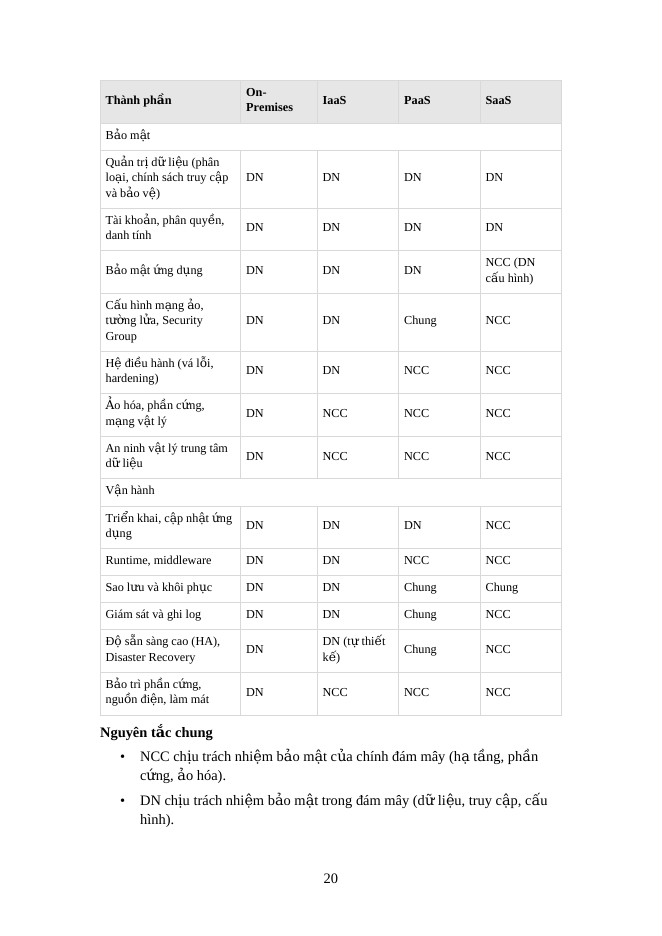 Thành phần On-Premises IaaS PaaS SaaS
Bảo mật
Quản trị dữ liệu (phân loại, chính sách truy cập và bảo vệ) DN DN DN DN
Tài khoản, phân quyền, danh tính DN DN DN DN
Bảo mật ứng dụng DN DN DN NCC (DN cấu hình)
Cấu hình mạng ảo, tường lửa, Security Group DN DN Chung NCC
Hệ điều hành (vá lỗi, hardening) DN DN NCC NCC
Ảo hóa, phần cứng, mạng vật lý DN NCC NCC NCC
An ninh vật lý trung tâm dữ liệu DN NCC NCC NCC
Vận hành
Triển khai, cập nhật ứng dụng DN DN DN NCC
Runtime, middleware DN DN NCC NCC
Sao lưu và khôi phục DN DN Chung Chung
Giám sát và ghi log DN DN Chung NCC
Độ sẵn sàng cao (HA), Disaster Recovery DN DN (tự thiết kế) Chung NCC
Bảo trì phần cứng, nguồn điện, làm mát DN NCC NCC NCC
Nguyên tắc chung
• NCC chịu trách nhiệm bảo mật của chính đám mây (hạ tầng, phần
cứng, ảo hóa).
• DN chịu trách nhiệm bảo mật trong đám mây (dữ liệu, truy cập, cấu
hình).
20